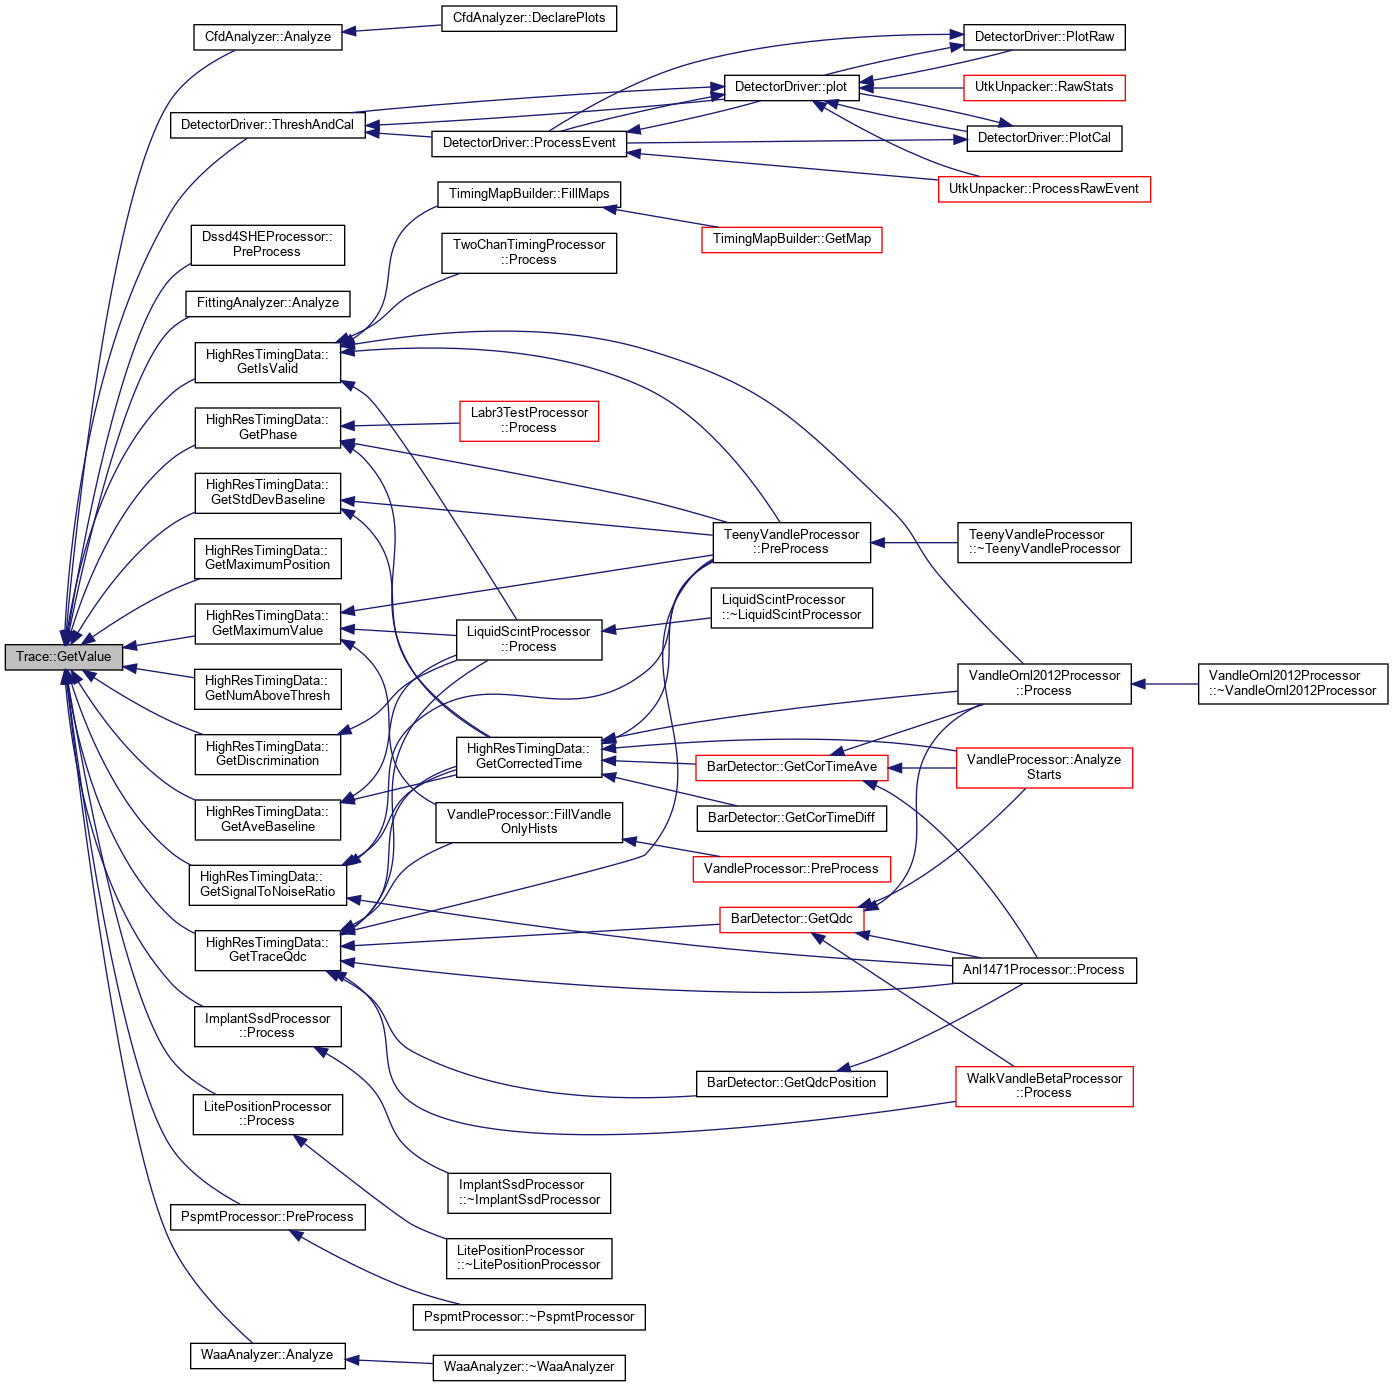 CfdAnalyzer::Analyze
CfdAnalyzer::DeclarePlots
DetectorDriver::PlotRaw
DetectorDriver::plot
UtkUnpacker::RawStats
DetectorDriver::ThreshAndCal
DetectorDriver::ProcessEvent
DetectorDriver::PlotCal
UtkUnpacker::ProcessRawEvent
TimingMapBuilder::FillMaps
TimingMapBuilder::GetMap
Dssd4SHEProcessor::
PreProcess
TwoChanTimingProcessor
::Process
FittingAnalyzer::Analyze
HighResTimingData::
GetIsValid
HighResTimingData::
GetPhase
Labr3TestProcessor
::Process
HighResTimingData::
GetStdDevBaseline
HighResTimingData::
GetMaximumPosition
TeenyVandleProcessor
::PreProcess
TeenyVandleProcessor
::~TeenyVandleProcessor
HighResTimingData::
GetMaximumValue
LiquidScintProcessor
::Process
LiquidScintProcessor
::~LiquidScintProcessor
Trace::GetValue
HighResTimingData::
GetNumAboveThresh
VandleOrnl2012Processor
::Process
VandleOrnl2012Processor
::~VandleOrnl2012Processor
HighResTimingData::
GetDiscrimination
HighResTimingData::
GetCorrectedTime
BarDetector::GetCorTimeAve
VandleProcessor::Analyze
Starts
HighResTimingData::
GetAveBaseline
VandleProcessor::FillVandle
OnlyHists
BarDetector::GetCorTimeDiff
VandleProcessor::PreProcess
HighResTimingData::
GetSignalToNoiseRatio
BarDetector::GetQdc
HighResTimingData::
GetTraceQdc
Anl1471Processor::Process
ImplantSsdProcessor
::Process
BarDetector::GetQdcPosition
WalkVandleBetaProcessor
::Process
LitePositionProcessor
::Process
ImplantSsdProcessor
::~ImplantSsdProcessor
PspmtProcessor::PreProcess
LitePositionProcessor
::~LitePositionProcessor
PspmtProcessor::~PspmtProcessor
WaaAnalyzer::Analyze
WaaAnalyzer::~WaaAnalyzer